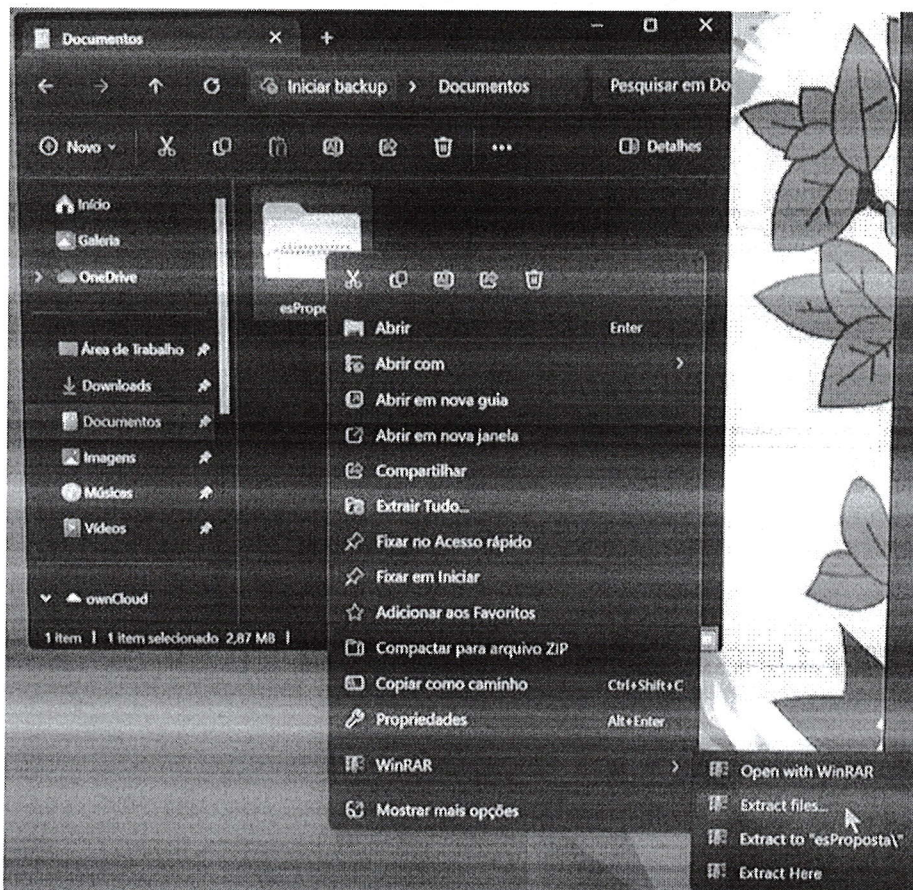 Documentos
Iniciar backup > Documentos Pesquisar em Do
Novo Detalhes
Início
Galeria
OneDrive
Área de Trabalho
Downloads
Documentos
Imagens
Músicas
Vídeos
ownCloud
1 item | 1 item selecionado 2,87 MB |
esPropo
Abrir Enter
Abrir com
Abrir em nova guia
Abrir em nova janela
Compartilhar
Extrair Tudo...
Fixar no Acesso rápido
Fixar em Iniciar
Adicionar aos Favoritos
Compactar para arquivo ZIP
Copiar como caminho Ctrl+Shift+C
Propriedades Alt+Enter
WinRAR
Mostrar mais opções
Open with WinRAR
Extract files...
Extract to "esProposta\"
Extract Here